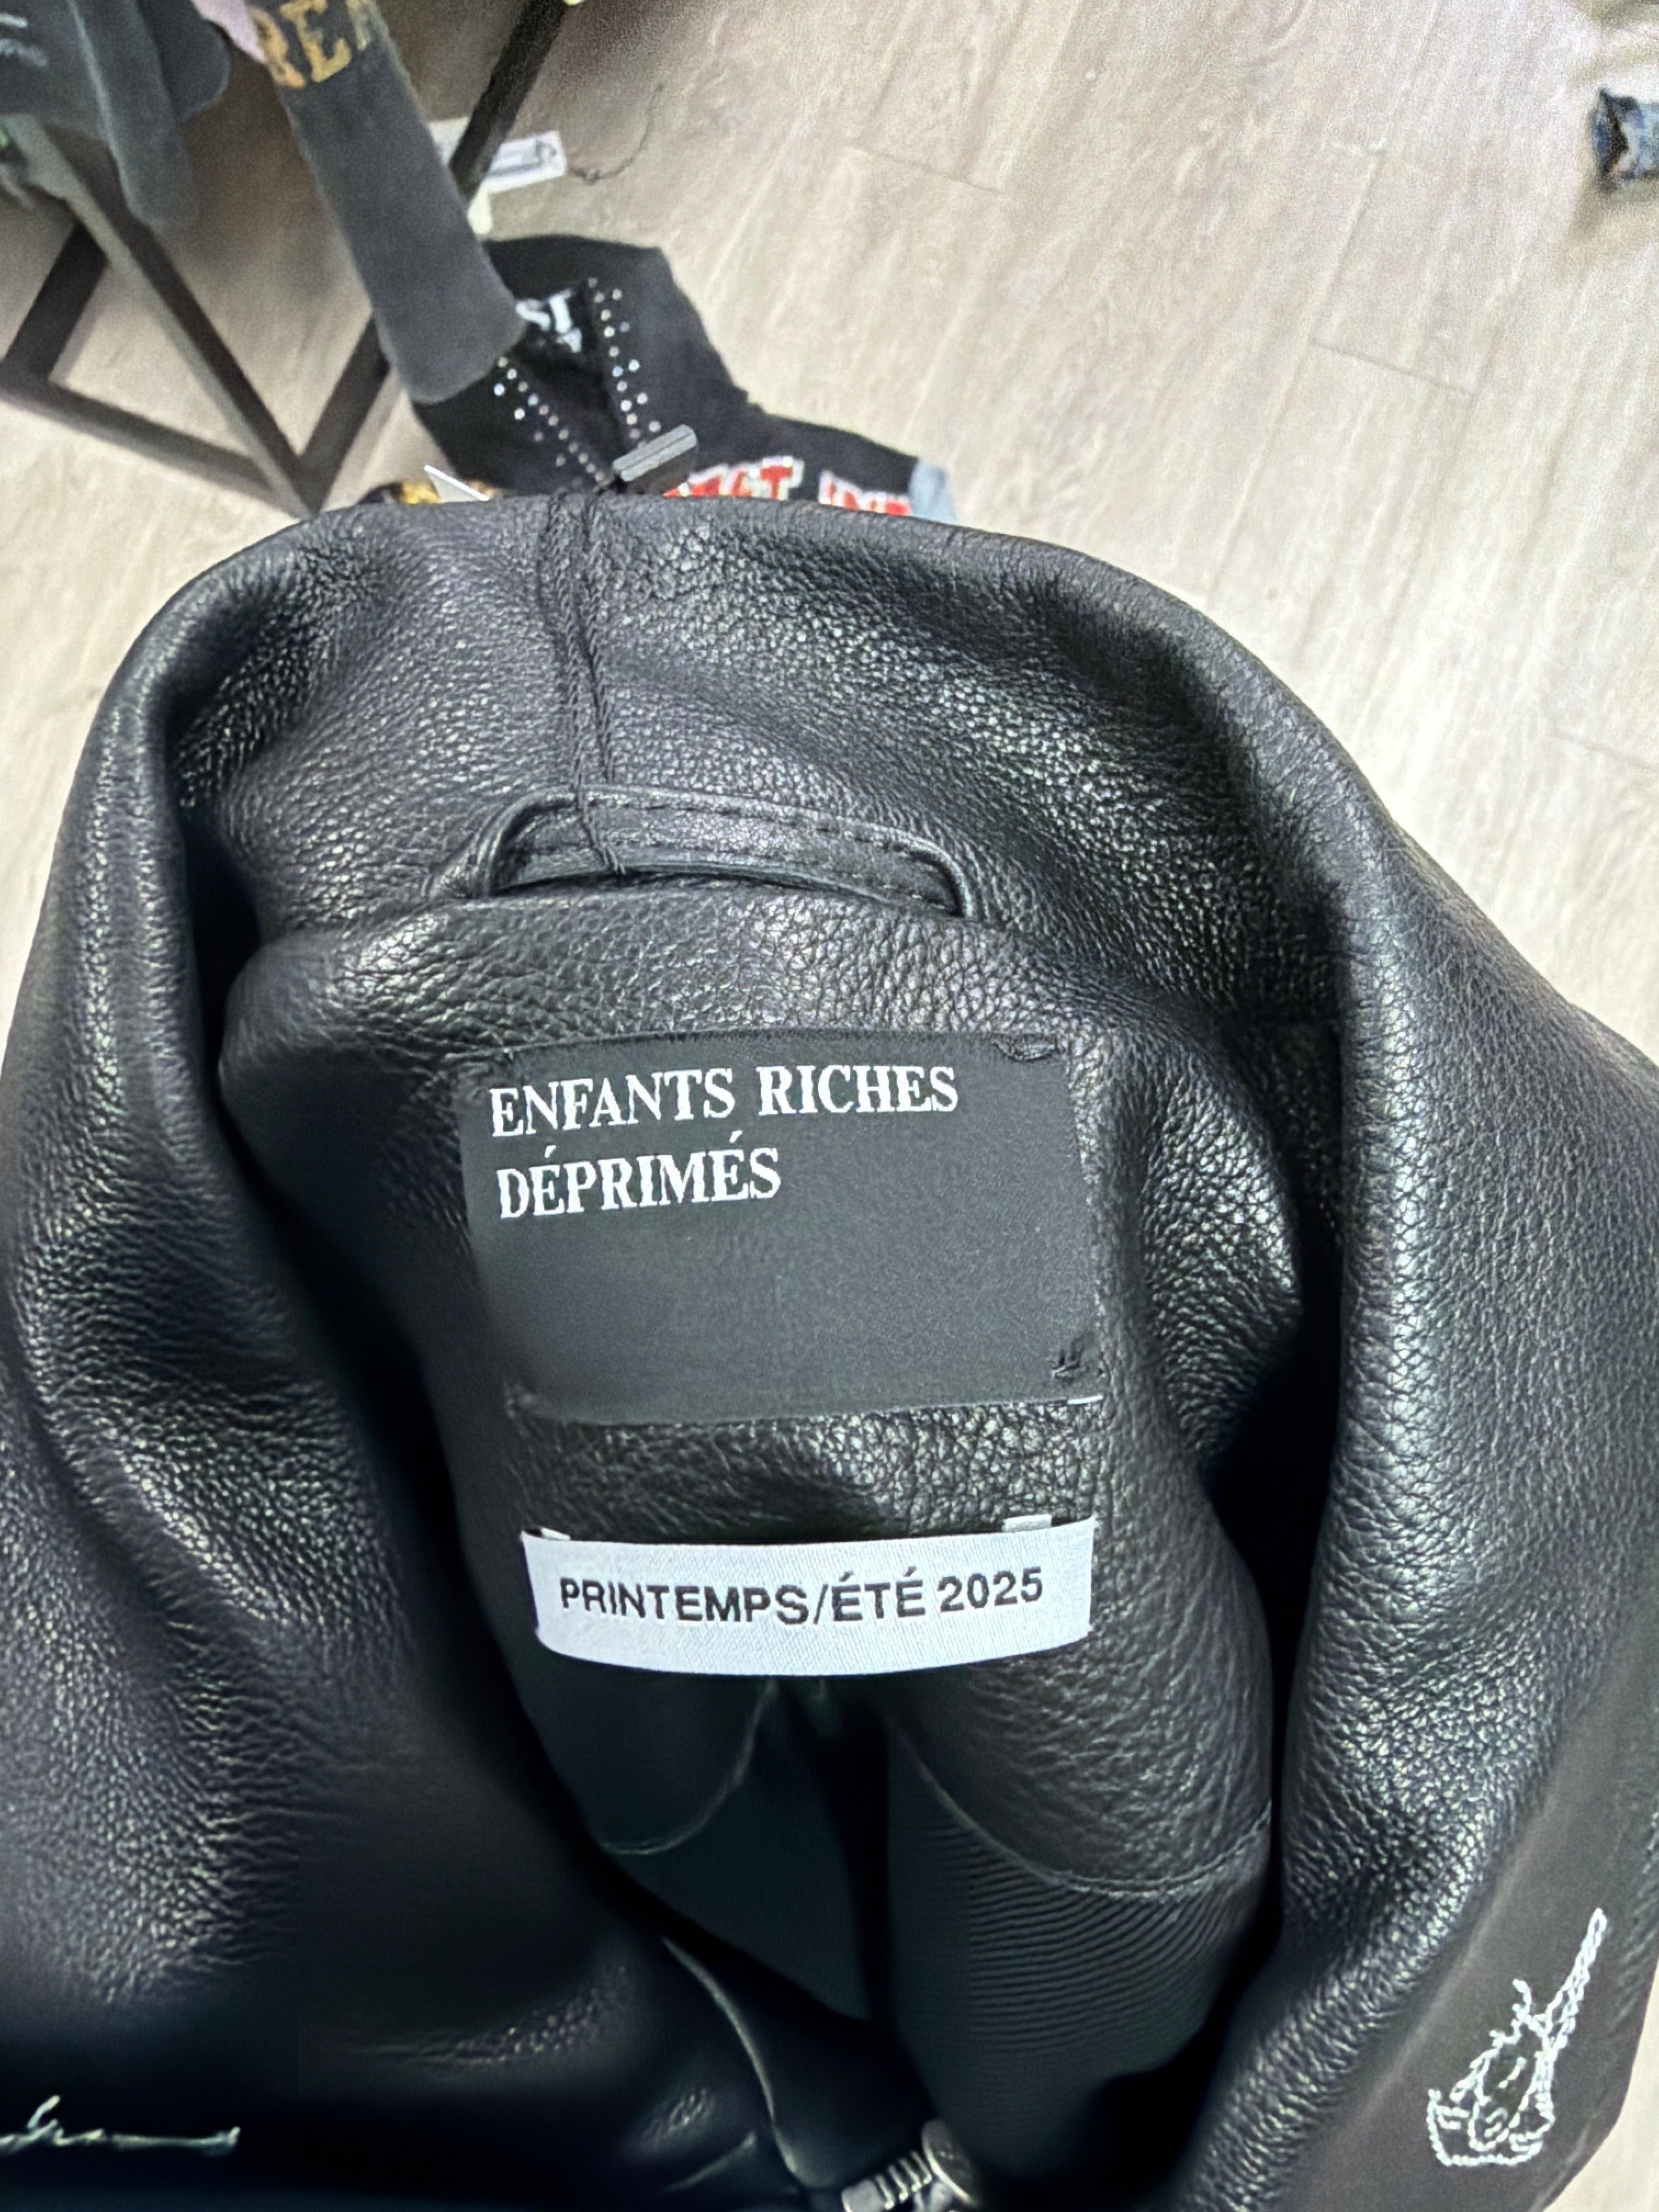 ENFANTS RICHES
DÉPRIMÉS
PRINTEMPS/ÉTÉ 2025